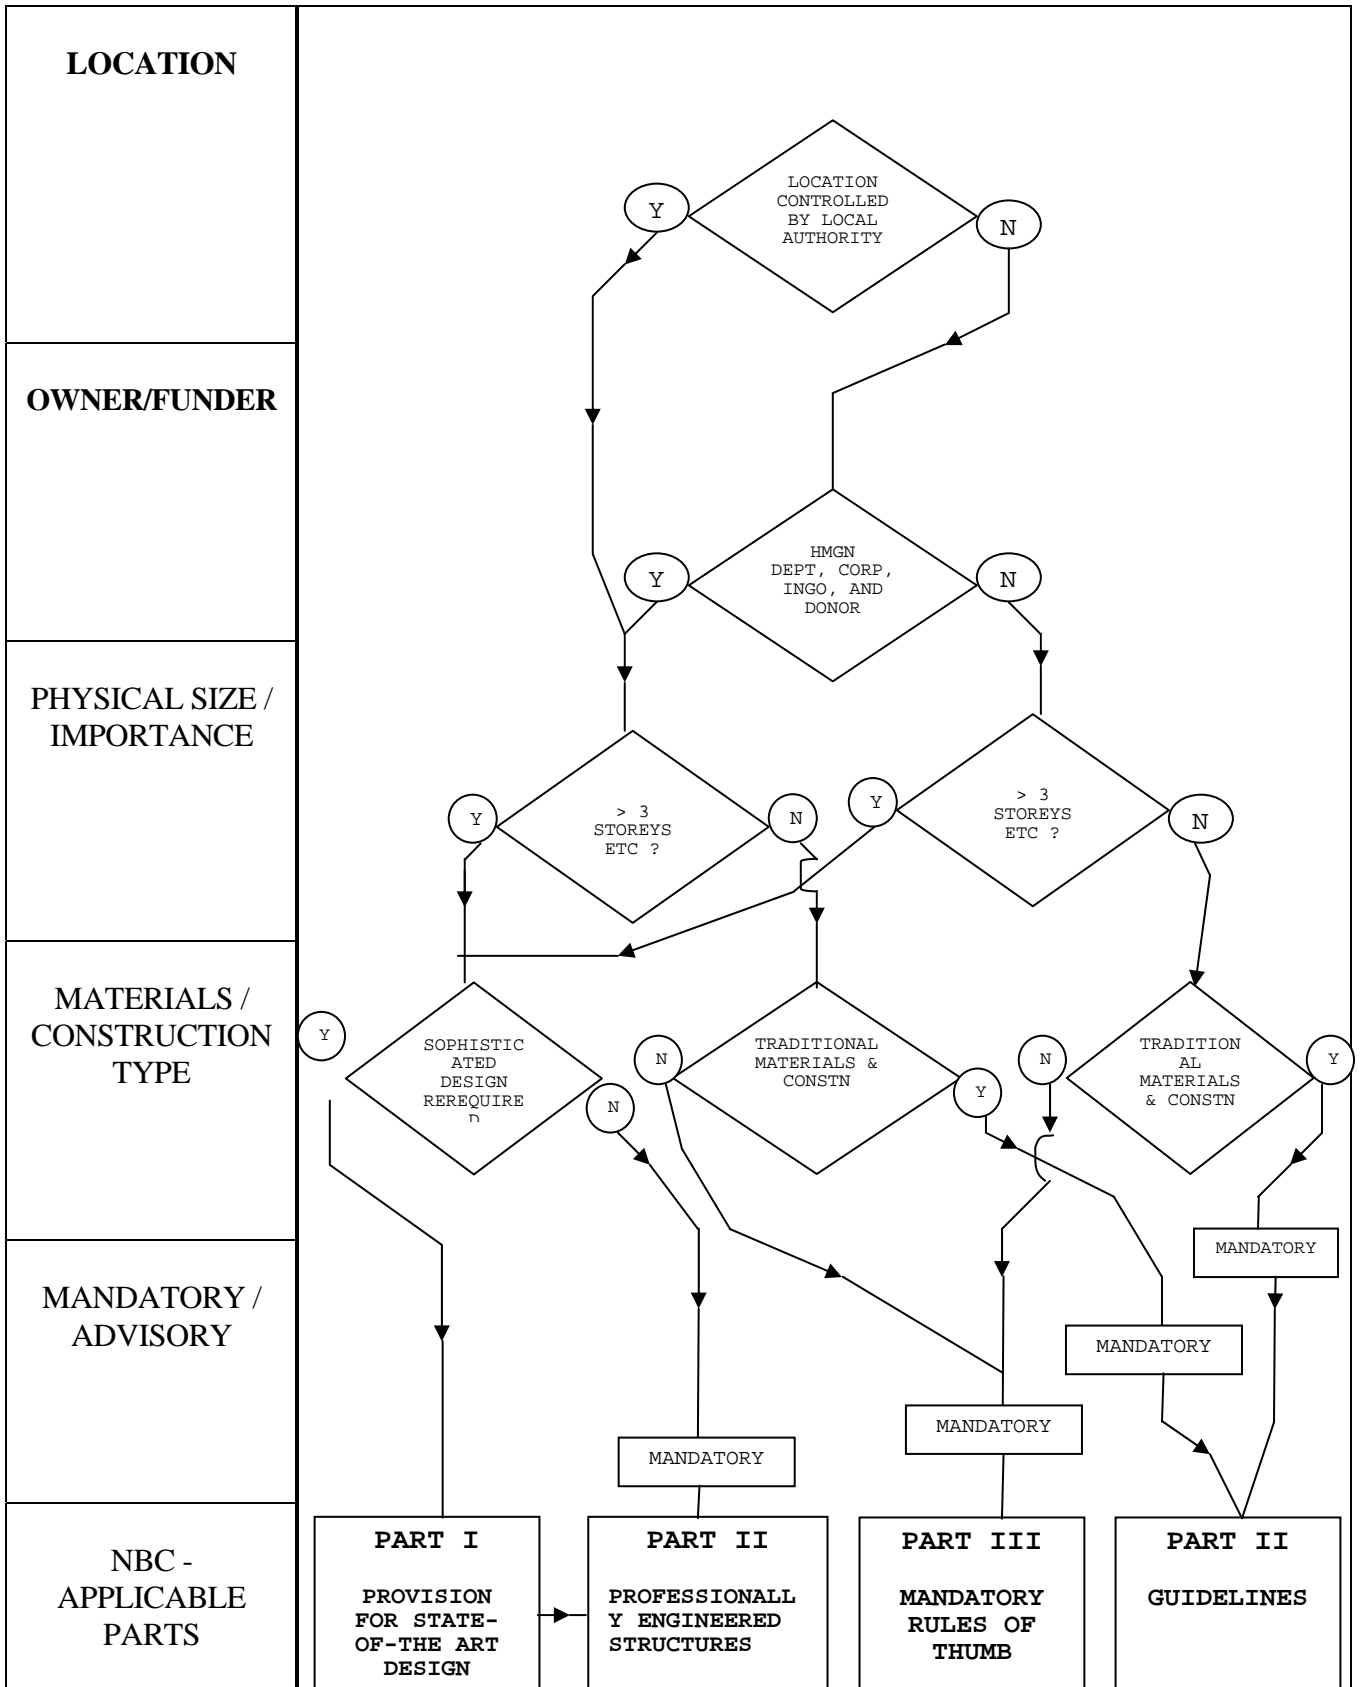 LOCATION
LOCATION
CONTROLLED
BY LOCAL
AUTHORITY
Y
N
OWNER/FUNDER
HMGN
DEPT, CORP,
INGO, AND
DONOR
Y
N
PHYSICAL SIZE /
IMPORTANCE
Y
> 3
STOREYS
ETC ?
N
Y
> 3
STOREYS
ETC ?
N
MATERIALS /
CONSTRUCTION
TYPE
Y
SOPHISTIC
ATED
DESIGN
REREQUIRE
D
N
N
TRADITIONAL
MATERIALS &
CONSTN
Y
N
TRADITION
AL
MATERIALS
& CONSTN
Y
MANDATORY /
ADVISORY
MANDATORY
MANDATORY
MANDATORY
MANDATORY
NBC -
APPLICABLE
PARTS
PART I
PROVISION
FOR STATE-
OF-THE ART
DESIGN
PART II
PROFESSIONALL
Y ENGINEERED
STRUCTURES
PART III
MANDATORY
RULES OF
THUMB
PART II
GUIDELINES